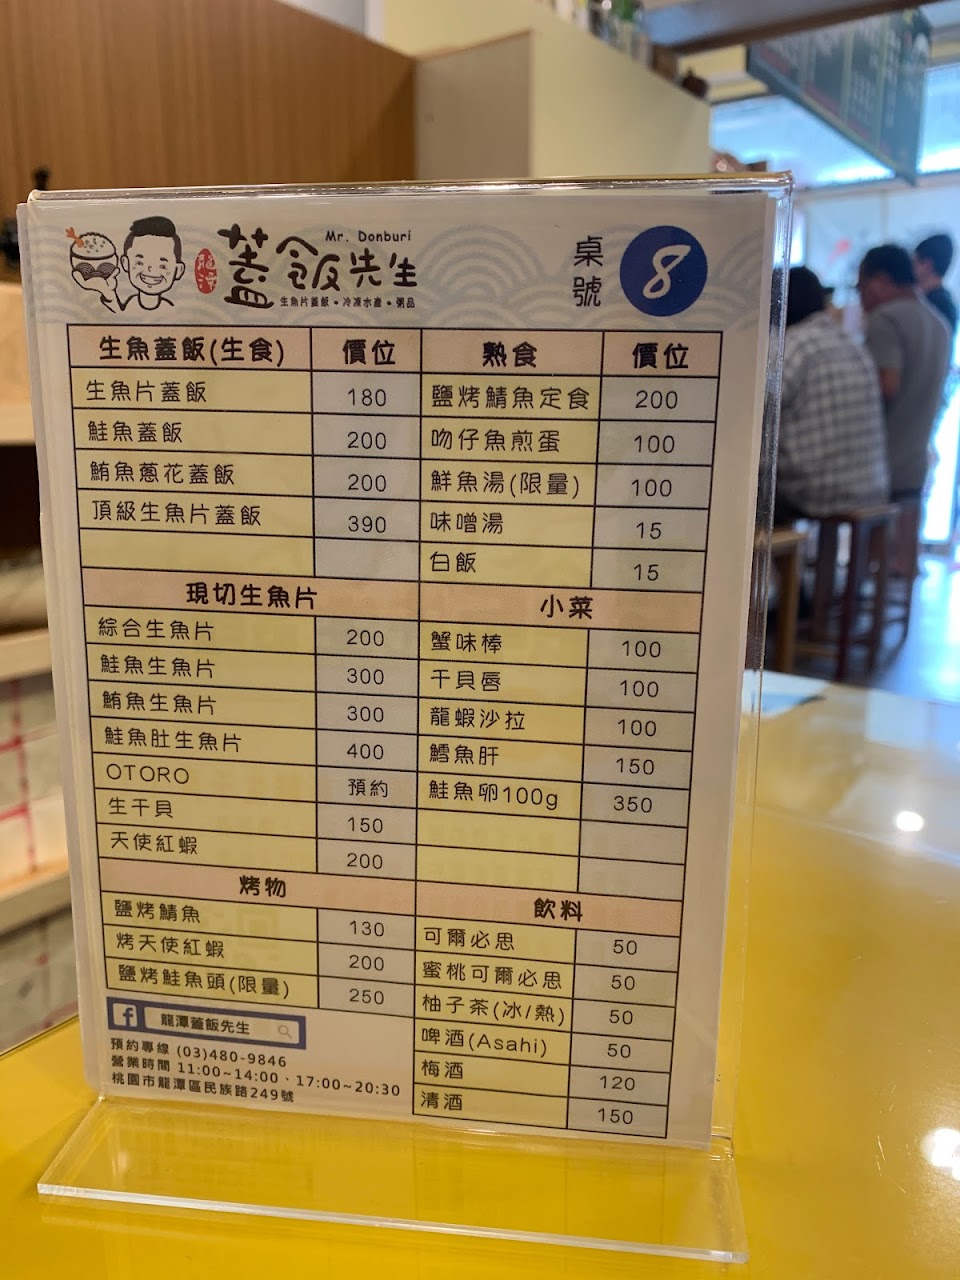 Mr. Donburi
龍潭
蓋飯先生
生魚片蓋飯•冷凍水產•粥品
桌號
8
生魚蓋飯(生食) 價位
生魚片蓋飯 180
鮭魚蓋飯 200
鮪魚蔥花蓋飯 200
頂級生魚片蓋飯 390
現切生魚片
綜合生魚片 200
鮭魚生魚片 300
鮪魚生魚片 300
鮭魚肚生魚片 400
OTORO 預約
生干貝 150
天使紅蝦 200
烤物
鹽烤鯖魚 130
烤天使紅蝦 200
鹽烤鮭魚頭(限量) 250
熟食 價位
鹽烤鯖魚定食 200
吻仔魚煎蛋 100
鮮魚湯(限量) 100
味噌湯 15
白飯 15
小菜
蟹味棒 100
干貝唇 100
龍蝦沙拉 100
鱈魚肝 150
鮭魚卵100g 350
飲料
可爾必思 50
蜜桃可爾必思 50
柚子茶(冰/熱) 50
啤酒(Asahi) 50
梅酒 120
清酒 150
f 龍潭蓋飯先生
預約專線 (03)480-9846
營業時間 11:00~14:00、17:00~20:30
桃園市龍潭區民族路249號